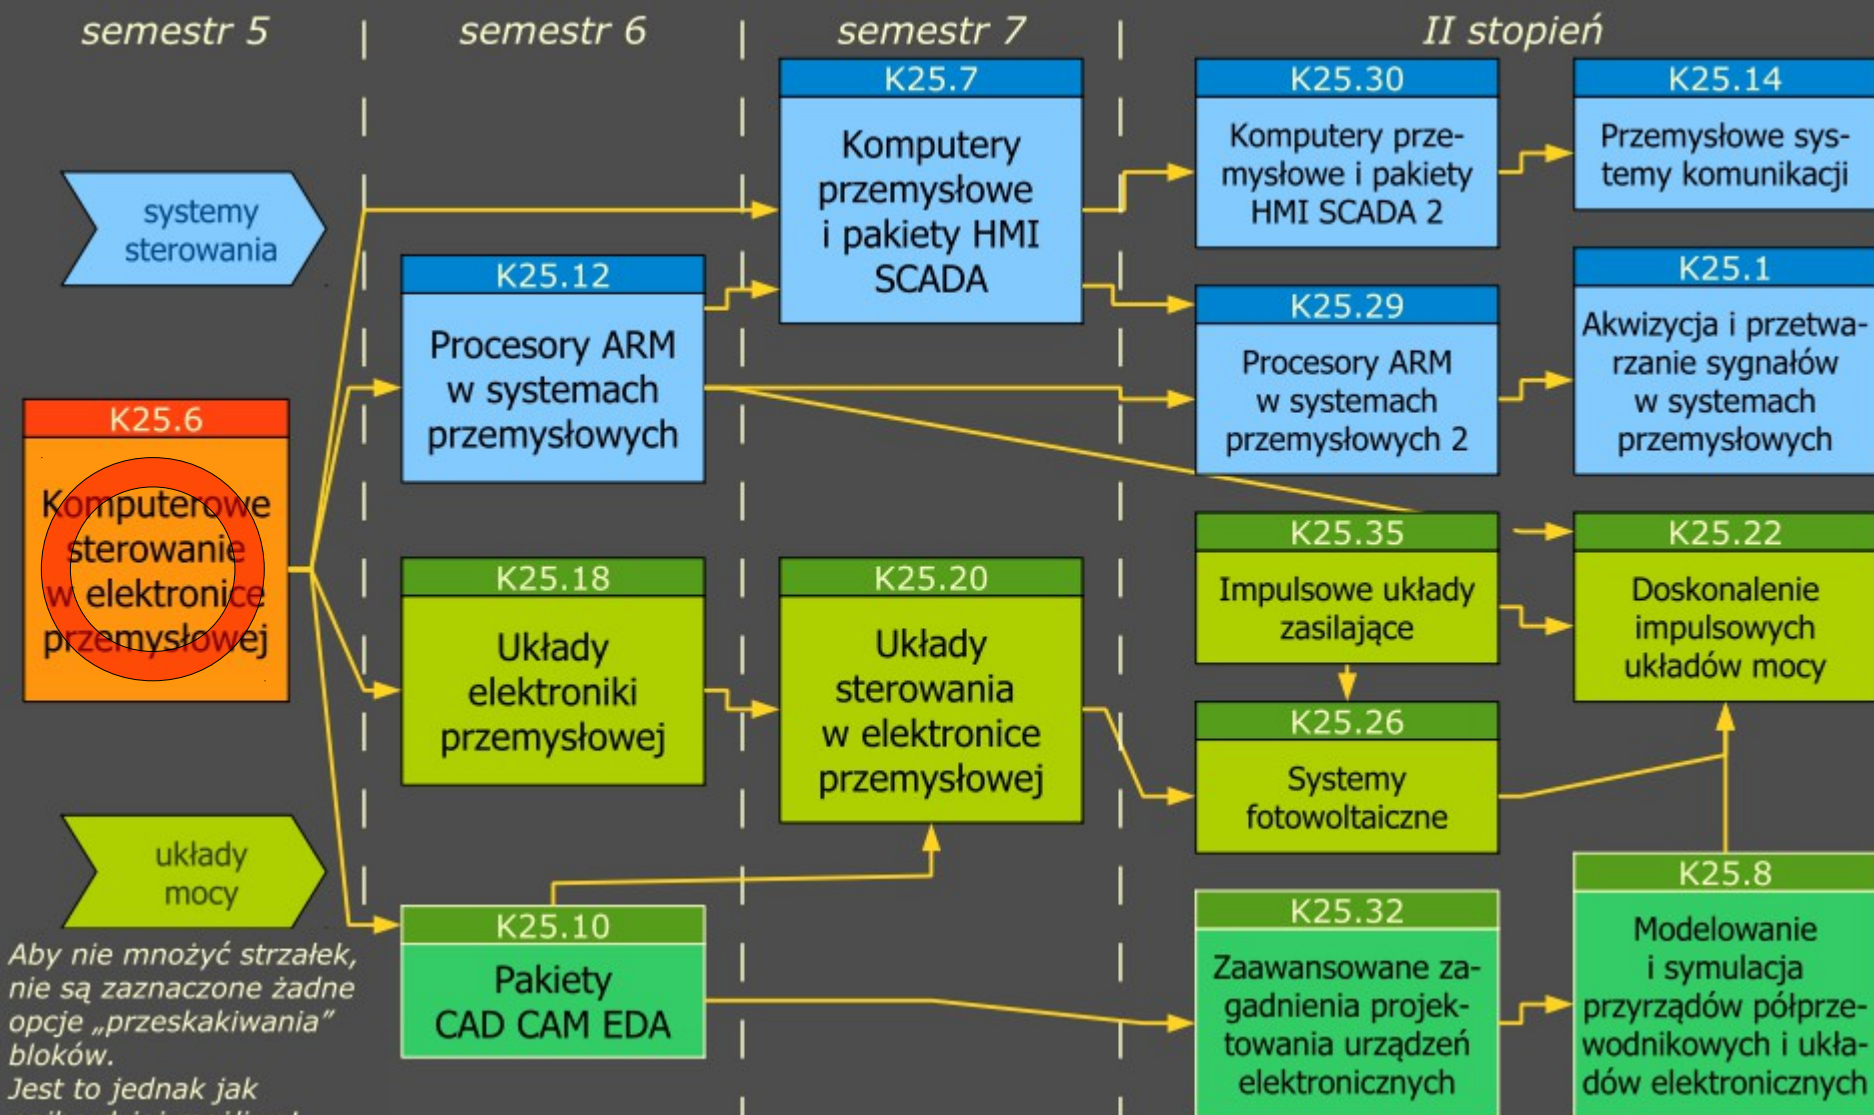 semestr 5
semestr 6
semestr 7
II stopień
systemy
sterowania
K25.6
Komputerowe
sterowanie
w elektronice
przemysłowej
układy
mocy
Aby nie mnożyć strzałek,
nie są zaznaczone żadne
opcje „przeskakiwania”
bloków.
Jest to jednak jak
K25.12
Procesory ARM
w systemach
przemysłowych
K25.18
Układy
elektroniki
przemysłowej
K25.10
Pakiety
CAD CAM EDA
K25.7
Komputery
przemysłowe
i pakiety HMI
SCADA
K25.20
Układy
sterowania
w elektronice
przemysłowej
K25.30
Komputery prze-
mysłowe i pakiety
HMI SCADA 2
K25.29
Procesory ARM
w systemach
przemysłowych 2
K25.35
Impulsowe układy
zasilające
K25.26
Systemy
fotowoltaiczne
K25.32
Zaawansowane za-
gadnienia projek-
towania urządzeń
elektronicznych
K25.14
Przemysłowe sys-
temy komunikacji
K25.1
Akwizycja i przetwa-
rzanie sygnałów
w systemach
przemysłowych
K25.22
Doskonalenie
impulsowych
układów mocy
K25.8
Modelowanie
i symulacja
przyrządów półprze-
wodnikowych i ukła-
dów elektronicznych